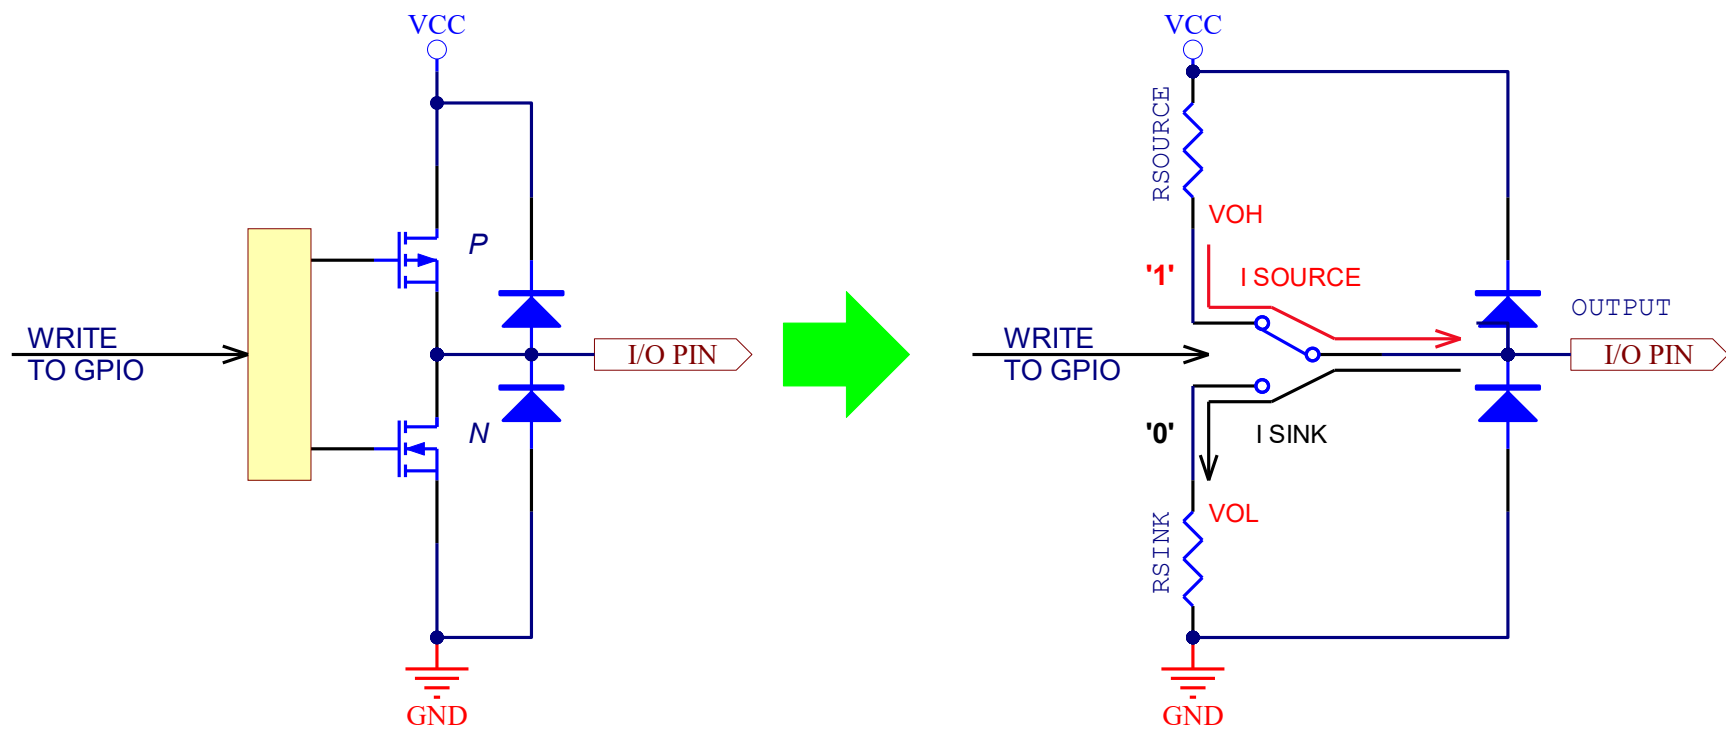 VCC
P
WRITE
TO GPIO
I/O PIN
N
GND
VCC
RSOURCE
VOH
'1'
I SOURCE
OUTPUT
WRITE
TO GPIO
I/O PIN
'0'
I SINK
VOL
RSINK
GND